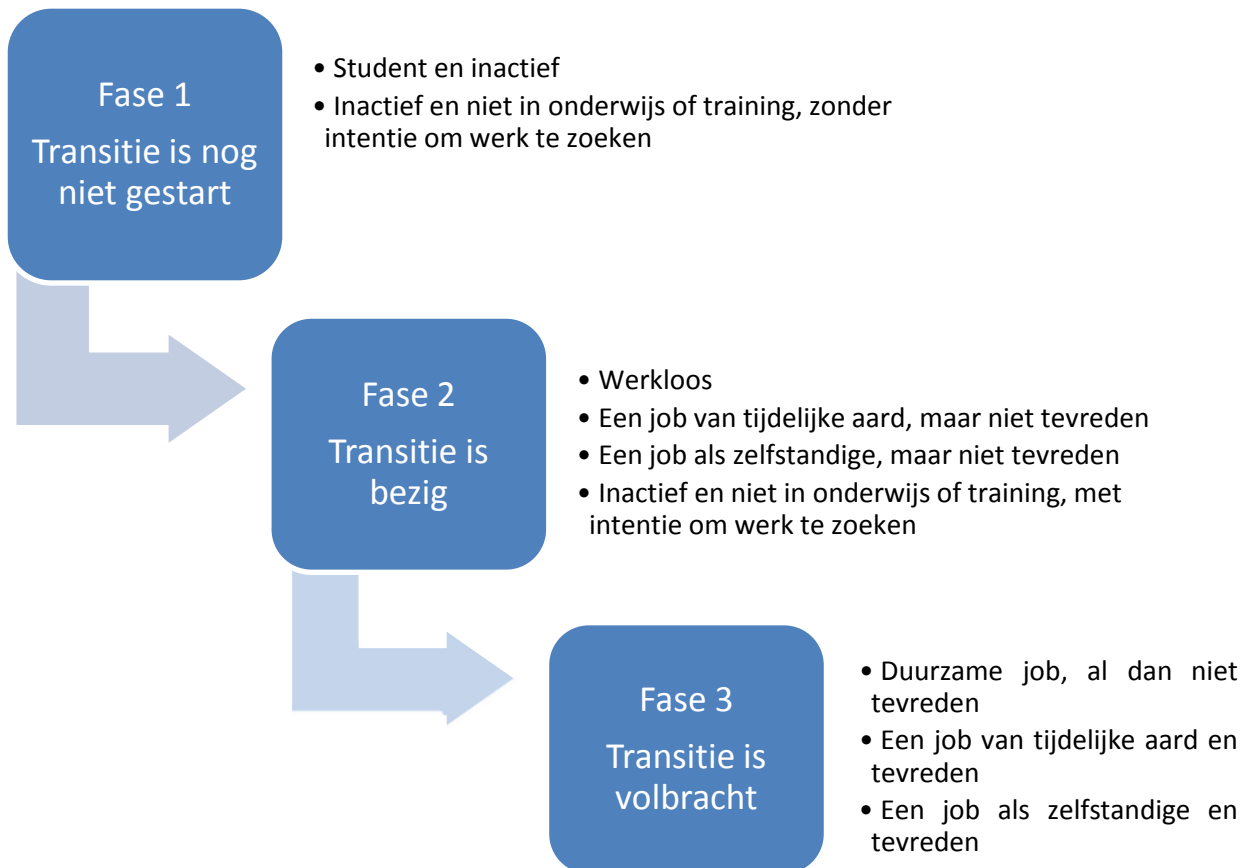 Fase 1
Transitie is nog
niet gestart
• Student en inactief
• Inactief en niet in onderwijs of training, zonder
intentie om werk te zoeken
Fase 2
Transitie is
bezig
• Werkloos
• Een job van tijdelijke aard, maar niet tevreden
• Een job als zelfstandige, maar niet tevreden
• Inactief en niet in onderwijs of training, met
intentie om werk te zoeken
Fase 3
Transitie is
volbracht
• Duurzame job, al dan niet
tevreden
• Een job van tijdelijke aard en
tevreden
• Een job als zelfstandige en
tevreden